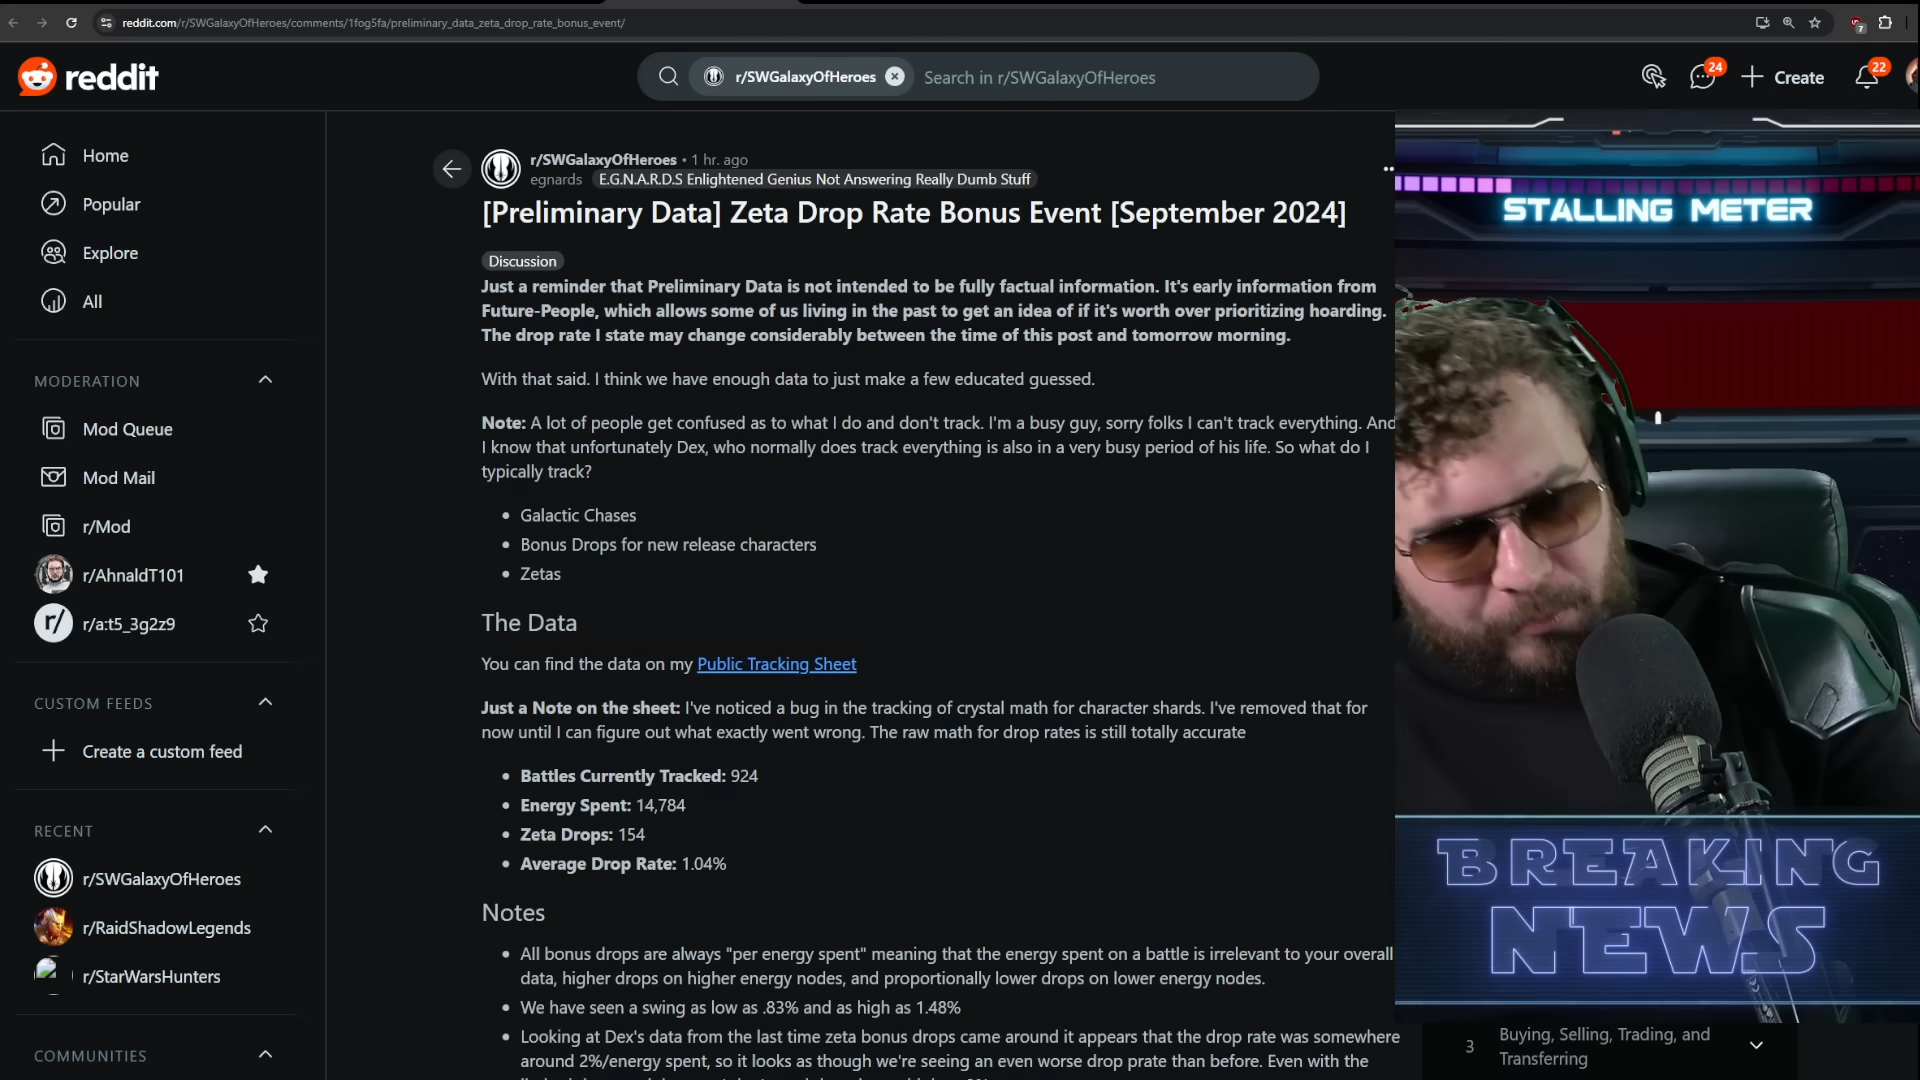 reddit.com/r/SWGalaxyOfHeroes/comments/1fog5fa/preliminary_data_zeta_drop_rate_bonus_event/
7
reddit
r/SWGalaxyOfHeroes
Search in r/SWGalaxyOfHeroes
24
Create
22
Home
Popular
Explore
All
MODERATION
Mod Queue
Mod Mail
r/Mod
r/AhnaldT101
r/
r/a:t5_3g2z9
CUSTOM FEEDS
Create a custom feed
RECENT
r/SWGalaxyOfHeroes
r/RaidShadowLegends
r/StarWarsHunters
COMMUNITIES
r/SWGalaxyOfHeroes • 1 hr. ago
egnards E.G.N.A.R.D.S Enlightened Genius Not Answering Really Dumb Stuff
[Preliminary Data] Zeta Drop Rate Bonus Event [September 2024]
Discussion
Just a reminder that Preliminary Data is not intended to be fully factual information. It's early information from
Future-People, which allows some of us living in the past to get an idea of if it's worth over prioritizing hoarding.
The drop rate I state may change considerably between the time of this post and tomorrow morning.
With that said. I think we have enough data to just make a few educated guessed.
Note: A lot of people get confused as to what I do and don't track. I'm a busy guy, sorry folks I can't track everything. And
I know that unfortunately Dex, who normally does track everything is also in a very busy period of his life. So what do I
typically track?
• Galactic Chases
• Bonus Drops for new release characters
• Zetas
The Data
You can find the data on my Public Tracking Sheet
Just a Note on the sheet: I've noticed a bug in the tracking of crystal math for character shards. I've removed that for
now until I can figure out what exactly went wrong. The raw math for drop rates is still totally accurate
• Battles Currently Tracked: 924
• Energy Spent: 14,784
• Zeta Drops: 154
• Average Drop Rate: 1.04%
Notes
• All bonus drops are always "per energy spent" meaning that the energy spent on a battle is irrelevant to your overall
data, higher drops on higher energy nodes, and proportionally lower drops on lower energy nodes.
• We have seen a swing as low as .83% and as high as 1.48%
• Looking at Dex's data from the last time zeta bonus drops came around it appears that the drop rate was somewhere
around 2%/energy spent, so it looks as though we're seeing an even worse drop prate than before. Even with the
STALLING METER
BREAKING
NEWS
3
Buying, Selling, Trading, and
Transferring